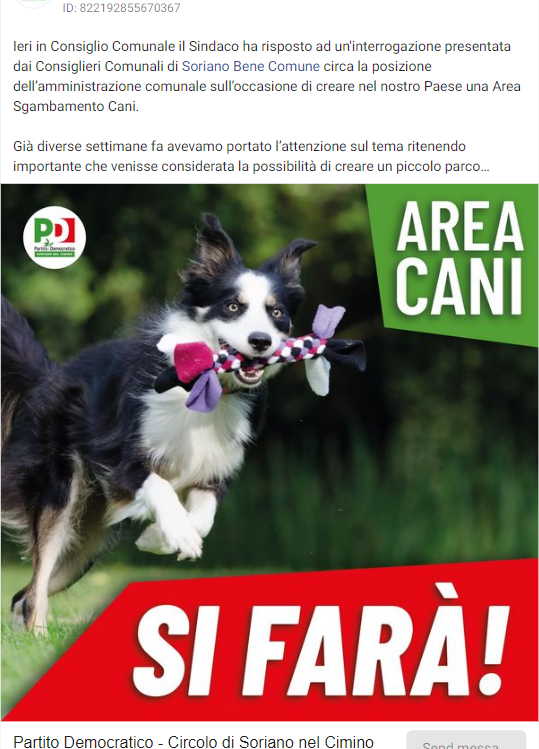 ID: 822192855670367
Ieri in Consiglio Comunale il Sindaco ha risposto ad un'interrogazione presentata
dai Consiglieri Comunali di Soriano Bene Comune circa la posizione
dell'amministrazione comunale sull'occasione di creare nel nostro Paese una Area
Sgambamento Cani.
Già diverse settimane fa avevamo portato l'attenzione sul tema ritenendo
importante che venisse considerata la possibilità di creare un piccolo parco…
PD
Partito Democratico
SORIANO NEL CIMINO
AREA
CANI
SI FARÀ!
Partito Democratico - Circolo di Soriano nel Cimino
Send messa